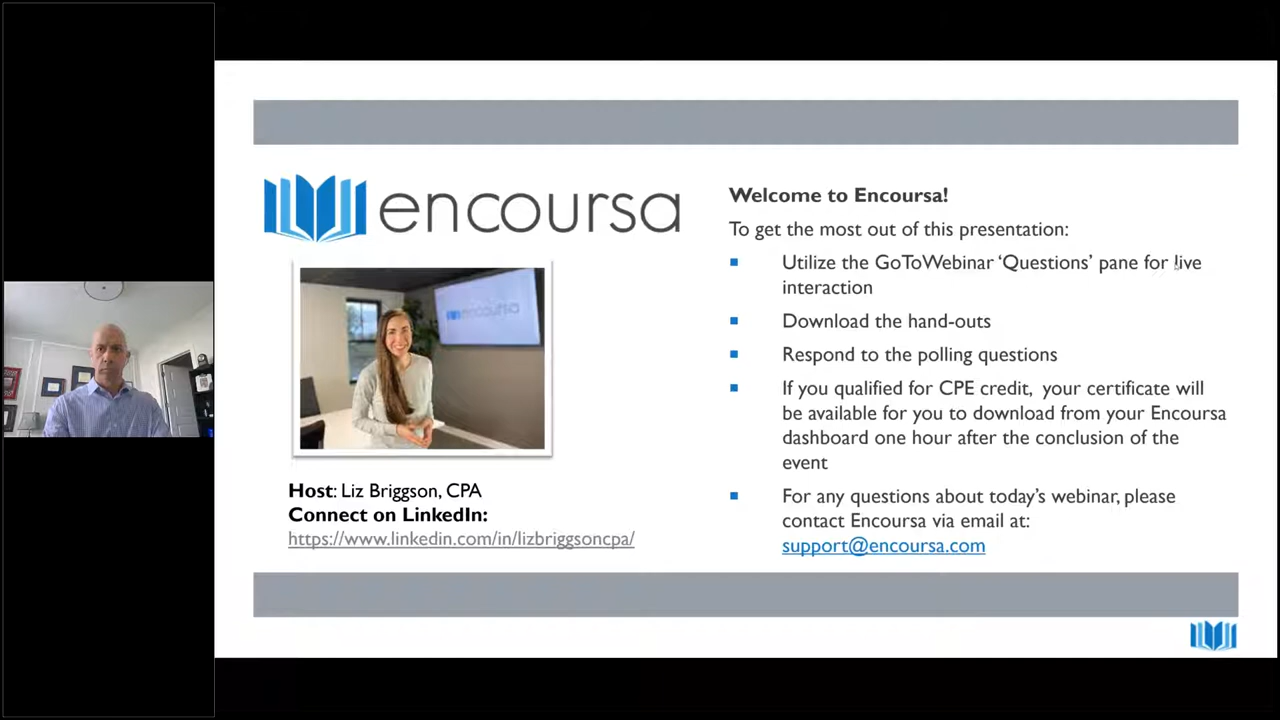 encoursa
encoursa
Host: Liz Briggson, CPA
Connect on LinkedIn:
https://www.linkedin.com/in/lizbriggsoncpa/
Welcome to Encoursa!
To get the most out of this presentation:
Utilize the GoToWebinar ‘Questions’ pane for live
interaction
Download the hand-outs
Respond to the polling questions
If you qualified for CPE credit, your certificate will
be available for you to download from your Encoursa
dashboard one hour after the conclusion of the
event
For any questions about today’s webinar, please
contact Encoursa via email at:
support@encoursa.com